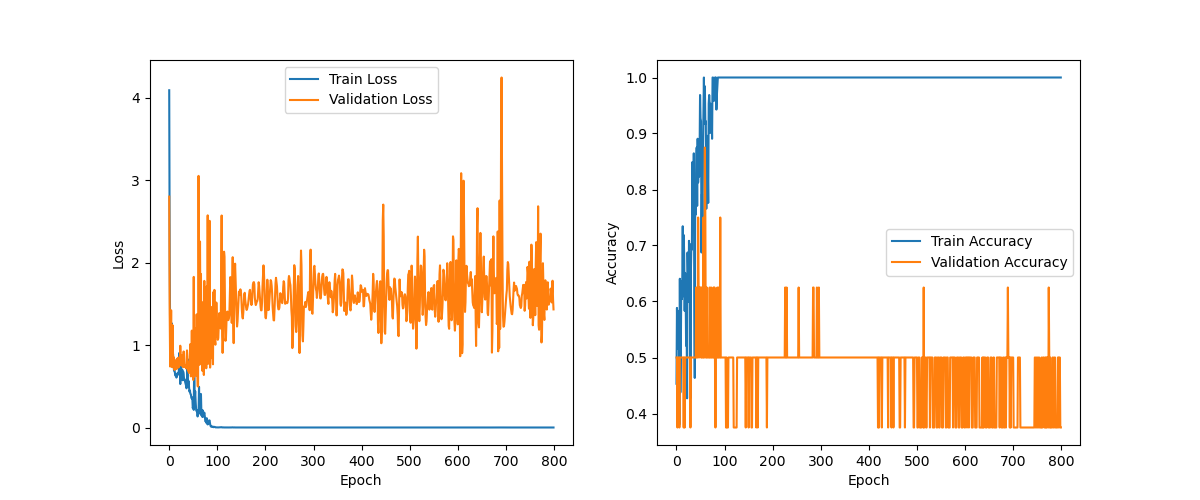 Train Loss
Validation Loss
4
3
2
1
0
Loss
0 100 200 300 400 500 600 700 800
Epoch
1.0
0.9
0.8
0.7
0.6
0.5
0.4
Accuracy
Train Accuracy
Validation Accuracy
0 100 200 300 400 500 600 700 800
Epoch